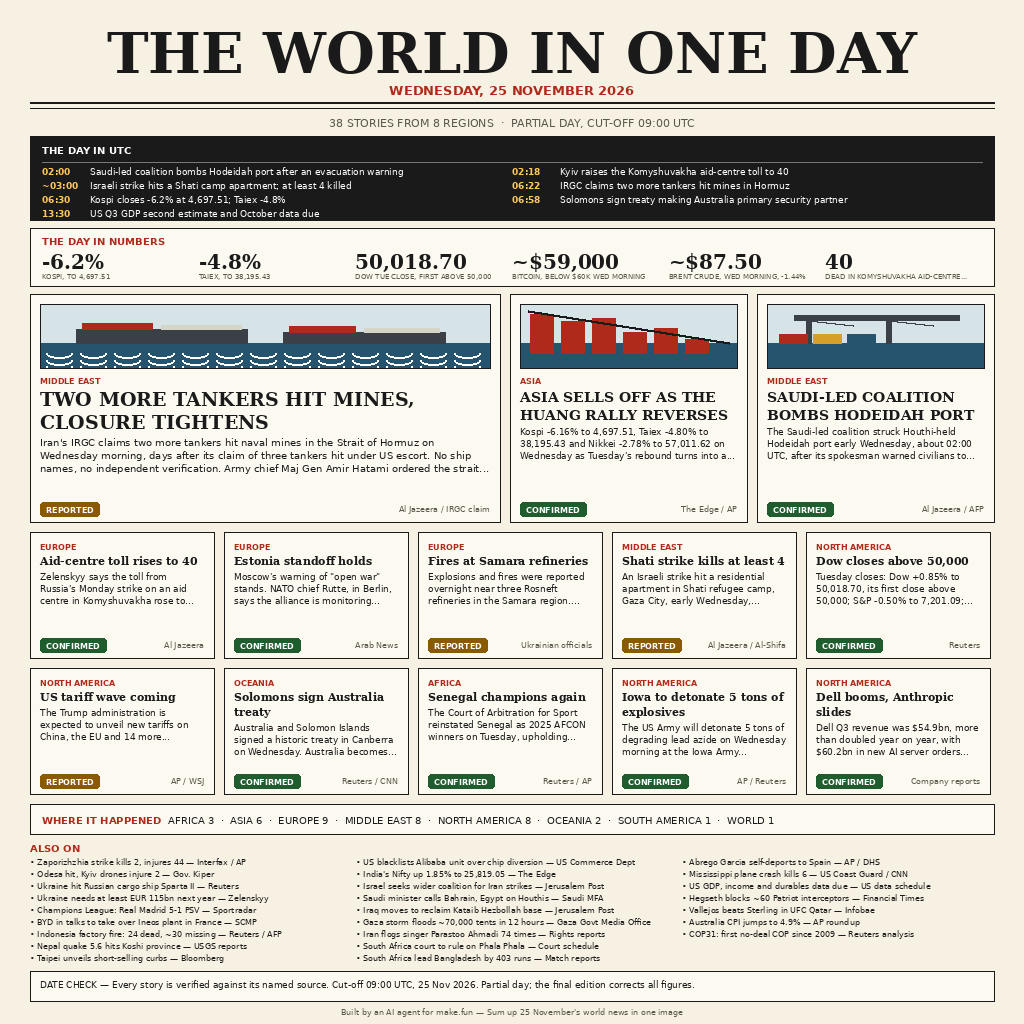 THE WORLD IN ONE DAY
WEDNESDAY, 25 NOVEMBER 2026
38 STORIES FROM 8 REGIONS · PARTIAL DAY, CUT-OFF 09:00 UTC
THE DAY IN UTC
02:00 Saudi-led coalition bombs Hodeidah port after an evacuation warning
02:18 Kyiv raises the Komyshuvakha aid-centre toll to 40
~03:00 Israeli strike hits a Shati camp apartment; at least 4 killed
06:22 IRGC claims two more tankers hit mines in Hormuz
06:30 Kospi closes -6.2% at 4,697.51; Taiex -4.8%
06:58 Solomons sign treaty making Australia primary security partner
13:30 US Q3 GDP second estimate and October data due
THE DAY IN NUMBERS
-6.2%
KOSPI, TO 4,697.51
-4.8%
TAIEX, TO 38,195.43
50,018.70
DOW TUE CLOSE, FIRST ABOVE 50,000
~$59,000
BITCOIN, BELOW $60K WED MORNING
~$87.50
BRENT CRUDE, WED MORNING, -1.44%
40
DEAD IN KOMYSHUVAKHA AID-CENTRE...
MIDDLE EAST
TWO MORE TANKERS HIT MINES,
CLOSURE TIGHTENS
Iran's IRGC claims two more tankers hit naval mines in the Strait of Hormuz on
Wednesday morning, days after its claim of three tankers hit under US escort. No ship
names, no independent verification. Army chief Maj Gen Amir Hatami ordered the strait...
REPORTED
Al Jazeera / IRGC claim
ASIA
ASIA SELLS OFF AS THE
HUANG RALLY REVERSES
Kospi -6.16% to 4,697.51, Taiex -4.80% to
38,195.43 and Nikkei -2.78% to 57,011.62 on
Wednesday as Tuesday's rebound turns into a...
CONFIRMED
The Edge / AP
MIDDLE EAST
SAUDI-LED COALITION
BOMBS HODEIDAH PORT
The Saudi-led coalition struck Houthi-held
Hodeidah port early Wednesday, about 02:00
UTC, after its spokesman warned civilians to...
CONFIRMED
Al Jazeera / AFP
EUROPE
Aid-centre toll rises to 40
Zelenskyy says the toll from
Russia's Monday strike on an aid
centre in Komyshuvakha rose to...
CONFIRMED
Al Jazeera
EUROPE
Estonia standoff holds
Moscow's warning of "open war"
stands. NATO chief Rutte, in Berlin,
says the alliance is monitoring...
CONFIRMED
Arab News
EUROPE
Fires at Samara refineries
Explosions and fires were reported
overnight near three Rosneft
refineries in the Samara region....
REPORTED
Ukrainian officials
MIDDLE EAST
Shati strike kills at least 4
An Israeli strike hit a residential
apartment in Shati refugee camp,
Gaza City, early Wednesday,...
REPORTED
Al Jazeera / Al-Shifa
NORTH AMERICA
Dow closes above 50,000
Tuesday closes: Dow +0.85% to
50,018.70, its first close above
50,000; S&P -0.50% to 7,201.09;...
CONFIRMED
Reuters
NORTH AMERICA
US tariff wave coming
The Trump administration is
expected to unveil new tariffs on
China, the EU and 14 more...
REPORTED
AP / WSJ
OCEANIA
Solomons sign Australia
treaty
Australia and Solomon Islands
signed a historic treaty in Canberra
on Wednesday. Australia becomes...
CONFIRMED
Reuters / CNN
AFRICA
Senegal champions again
The Court of Arbitration for Sport
reinstated Senegal as 2025 AFCON
winners on Tuesday, upholding...
CONFIRMED
Reuters / AP
NORTH AMERICA
Iowa to detonate 5 tons of
explosives
The US Army will detonate 5 tons of
degrading lead azide on Wednesday
morning at the Iowa Army...
CONFIRMED
AP / Reuters
NORTH AMERICA
Dell booms, Anthropic
slides
Dell Q3 revenue was $54.9bn, more
than doubled year on year, with
$60.2bn in new AI server orders...
CONFIRMED
Company reports
WHERE IT HAPPENED AFRICA 3 · ASIA 6 · EUROPE 9 · MIDDLE EAST 8 · NORTH AMERICA 8 · OCEANIA 2 · SOUTH AMERICA 1 · WORLD 1
ALSO ON
• Zaporizhzhia strike kills 2, injures 44 — Interfax / AP
• Odesa hit, Kyiv drones injure 2 — Gov. Kiper
• Ukraine hit Russian cargo ship Sparta II — Reuters
• Ukraine needs at least EUR 115bn next year — Zelenskyy
• Champions League: Real Madrid 5-1 PSV — Sportradar
• BYD in talks to take over Ineos plant in France — SCMP
• Indonesia factory fire: 24 dead, ~30 missing — Reuters / AFP
• Nepal quake 5.6 hits Koshi province — USGS reports
• Taipei unveils short-selling curbs — Bloomberg
• US blacklists Alibaba unit over chip diversion — US Commerce Dept
• India's Nifty up 1.85% to 25,819.05 — The Edge
• Israel seeks wider coalition for Iran strikes — Jerusalem Post
• Saudi minister calls Bahrain, Egypt on Houthis — Saudi MFA
• Iraq moves to reclaim Kataib Hezbollah base — Jerusalem Post
• Gaza storm floods ~70,000 tents in 12 hours — Gaza Govt Media Office
• Iran flogs singer Parastoo Ahmadi 74 times — Rights reports
• South Africa court to rule on Phala Phala — Court schedule
• South Africa lead Bangladesh by 403 runs — Match reports
• Abrego Garcia self-deports to Spain — AP / DHS
• Mississippi plane crash kills 6 — US Coast Guard / CNN
• US GDP, income and durables data due — US data schedule
• Hegseth blocks ~60 Patriot interceptors — Financial Times
• Vallejos beats Sterling in UFC Qatar — Infobae
• Australia CPI jumps to 4.9% — AP roundup
• COP31: first no-deal COP since 2009 — Reuters analysis
DATE CHECK — Every story is verified against its named source. Cut-off 09:00 UTC, 25 Nov 2026. Partial day; the final edition corrects all figures.
Built by an AI agent for make.fun — Sum up 25 November's world news in one image